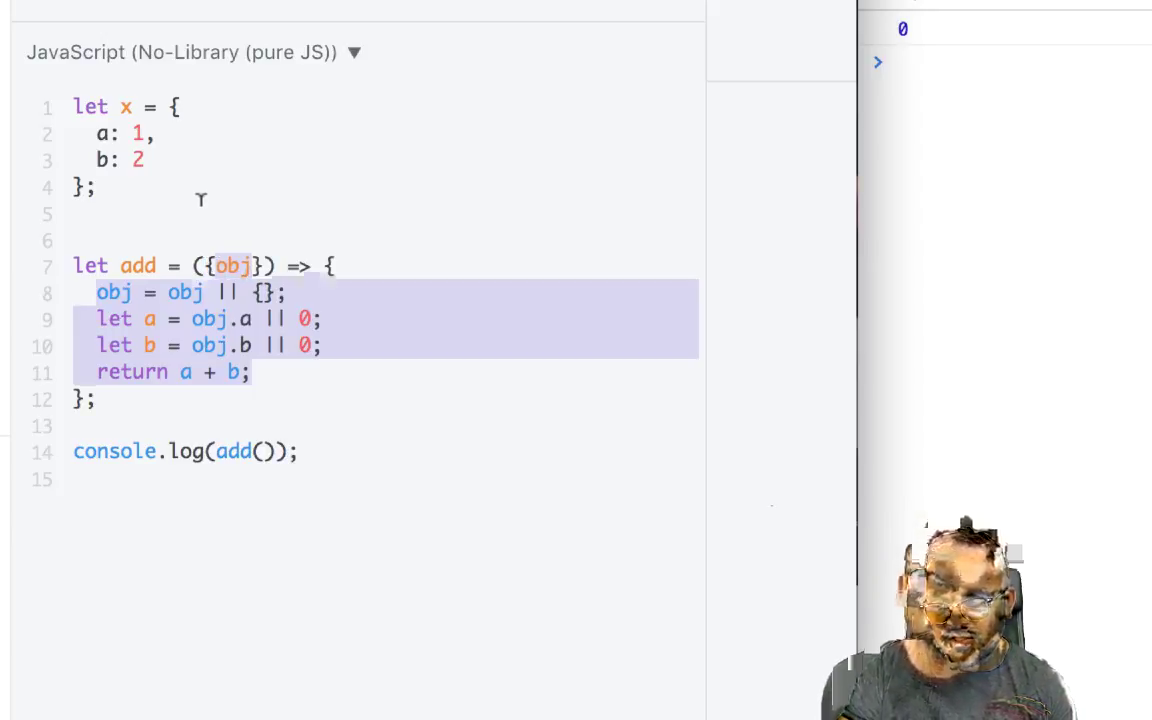 JavaScript (No-Library (pure JS)) ▼
1 let x = {
2 a: 1,
3 b: 2
4 };
5
6
7 let add = ({obj}) => {
8 obj = obj || {};
9 let a = obj.a || 0;
10 let b = obj.b || 0;
11 return a + b;
12 };
13
14 console.log(add());
15
0
>